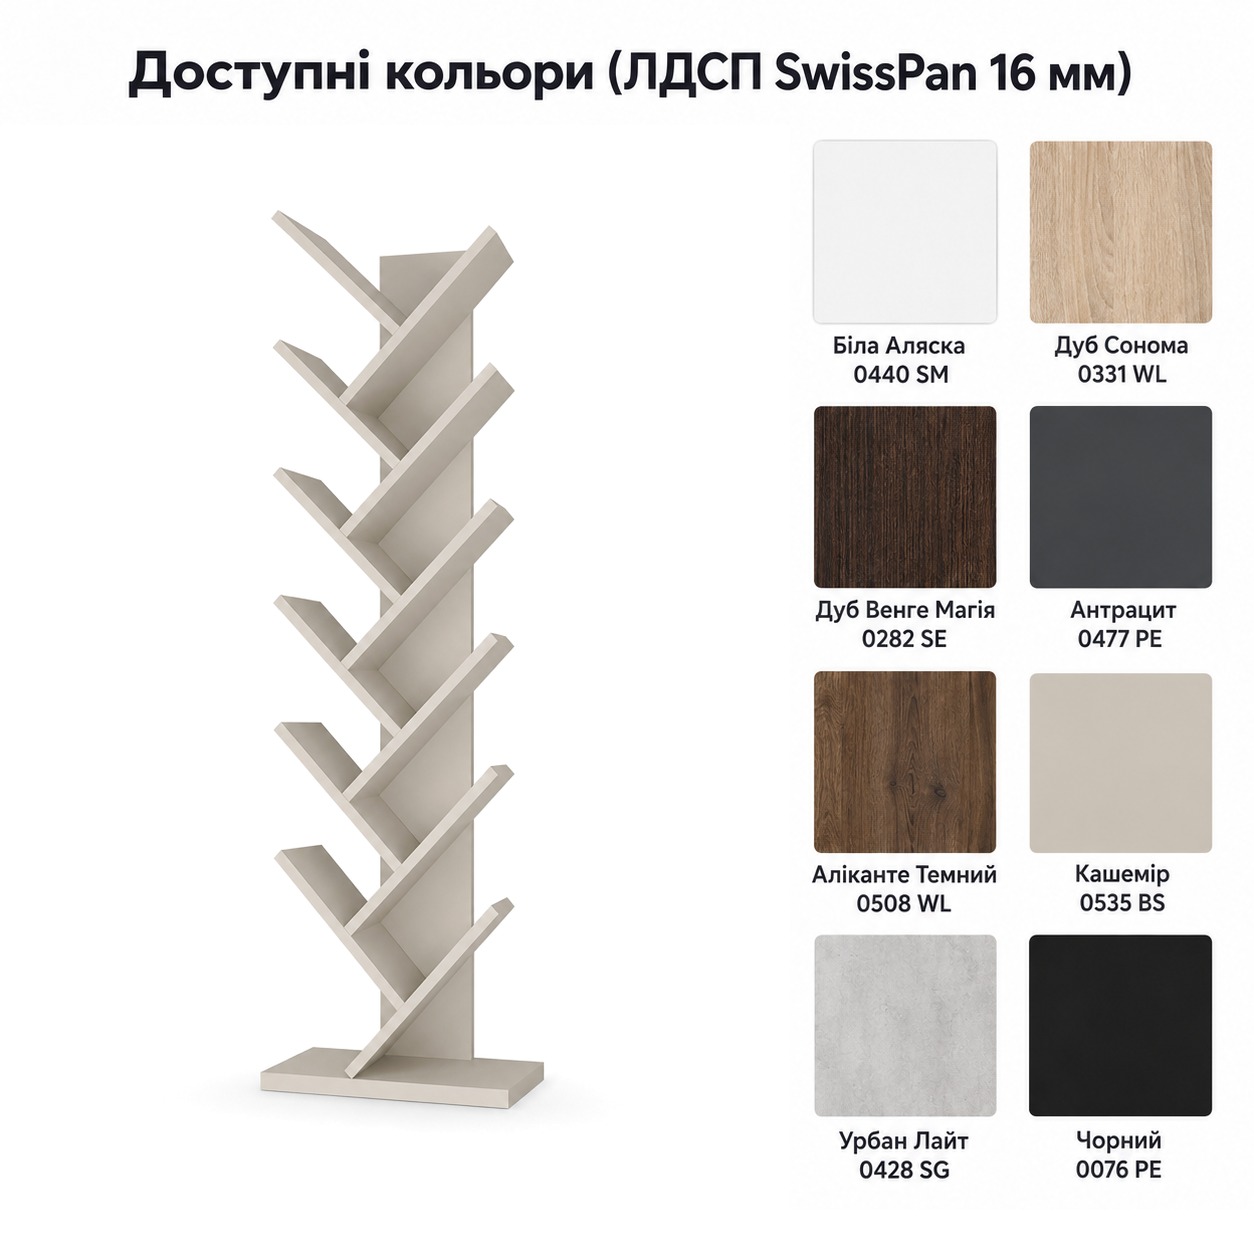 Доступні кольори (ЛДСП SwissPan 16 мм)
Біла Аляска
0440 SM
Дуб Сонома
0331 WL
Дуб Венге Магія
0282 SE
Антрацит
0477 PE
Аліканте Темний
0508 WL
Кашемір
0535 BS
Урбан Лайт
0428 SG
Чорний
0076 PE